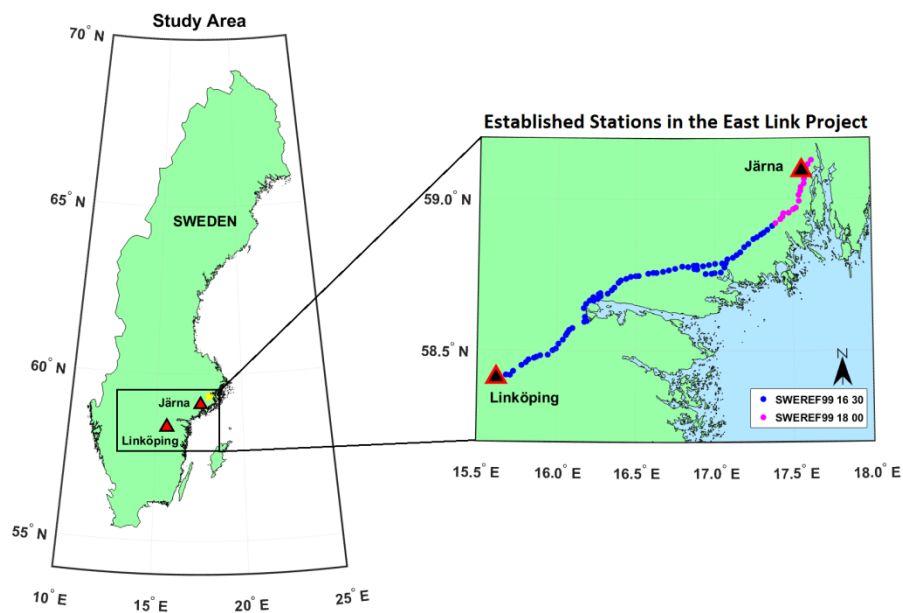 Study Area
70° N
65° N
60° N
55° N
10° E
15° E
20° E
25° E
SWEDEN
Järna
Linköping
Established Stations in the East Link Project
Järna
59.0° N
58.5° N
Linköping
N
SWEREF99 16 30
SWEREF99 18 00
15.5° E
16.0° E
16.5° E
17.0° E
17.5° E
18.0° E